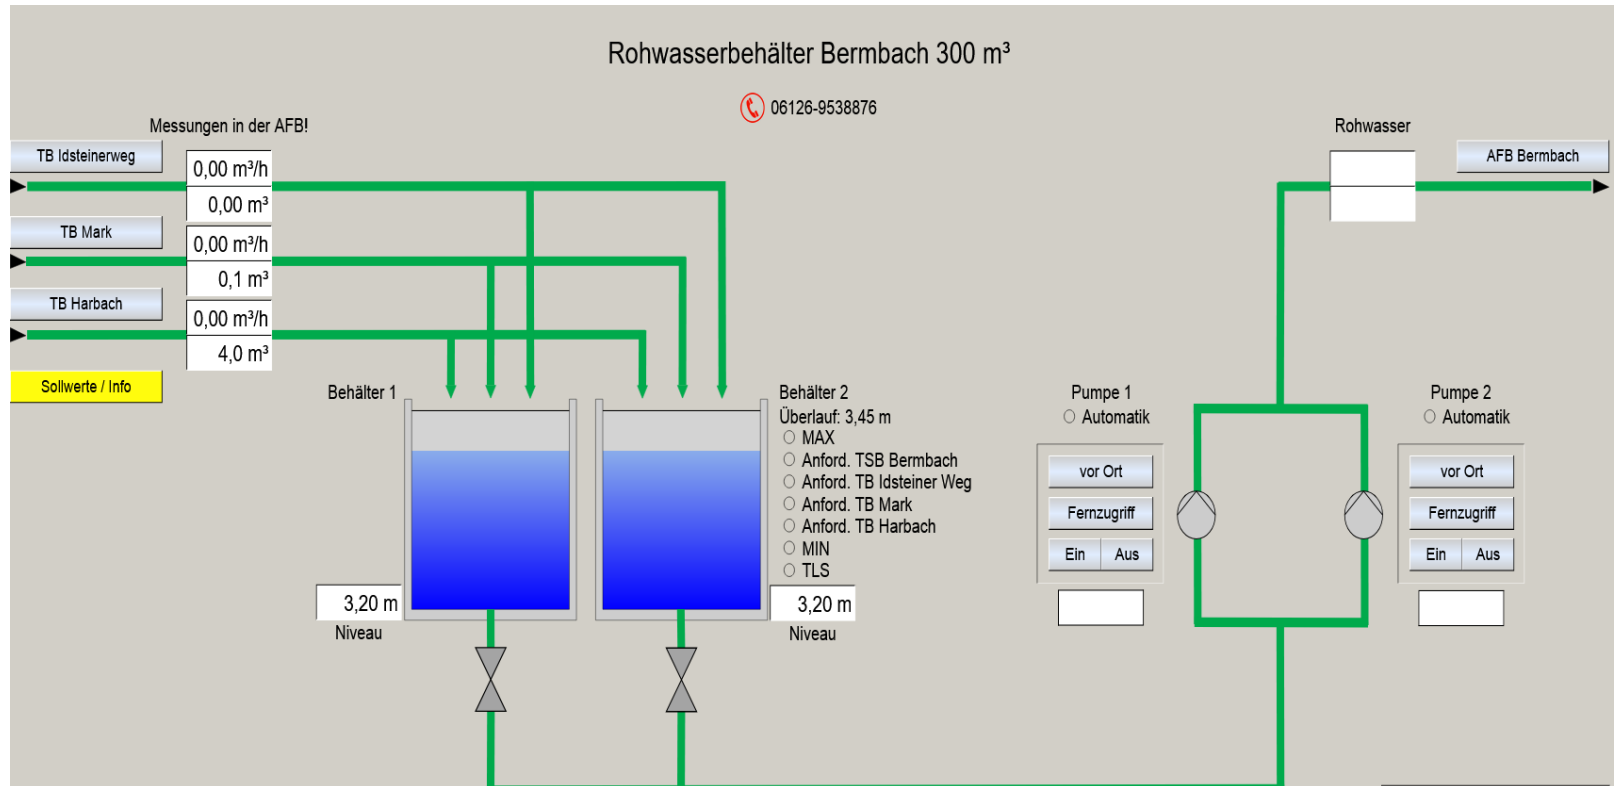 Rohwasserbehälter Bermbach 300 m³
06126-9538876
Messungen in der AFB!
TB Idsteinerweg
0,00 m³/h
0,00 m³
TB Mark
0,00 m³/h
0,1 m³
TB Harbach
0,00 m³/h
4,0 m³
Sollwerte / Info
Rohwasser
AFB Bermbach
Behälter 1
3,20 m
Niveau
Behälter 2
Überlauf: 3,45 m
MAX
Anford. TSB Bermbach
Anford. TB Idsteiner Weg
Anford. TB Mark
Anford. TB Harbach
MIN
TLS
3,20 m
Niveau
Pumpe 1
Automatik
vor Ort
Fernzugriff
Ein Aus
Pumpe 2
Automatik
vor Ort
Fernzugriff
Ein Aus